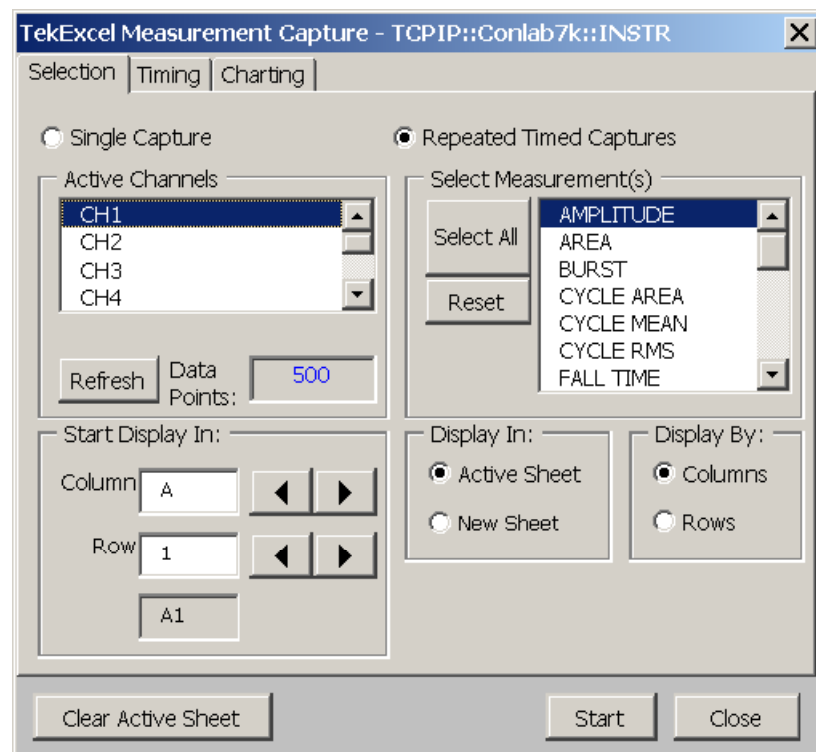 TekExcel Measurement Capture - TCPIP::Conlab7k::INSTR
Selection
Timing
Charting
Single Capture
Repeated Timed Captures
Active Channels
CH1
CH2
CH3
CH4
Refresh
Data
Points:
500
Select Measurement(s)
Select All
Reset
AMPLITUDE
AREA
BURST
CYCLE AREA
CYCLE MEAN
CYCLE RMS
FALL TIME
Start Display In:
Column
A
Row
1
A1
Display In:
Active Sheet
New Sheet
Display By:
Columns
Rows
Clear Active Sheet
Start
Close